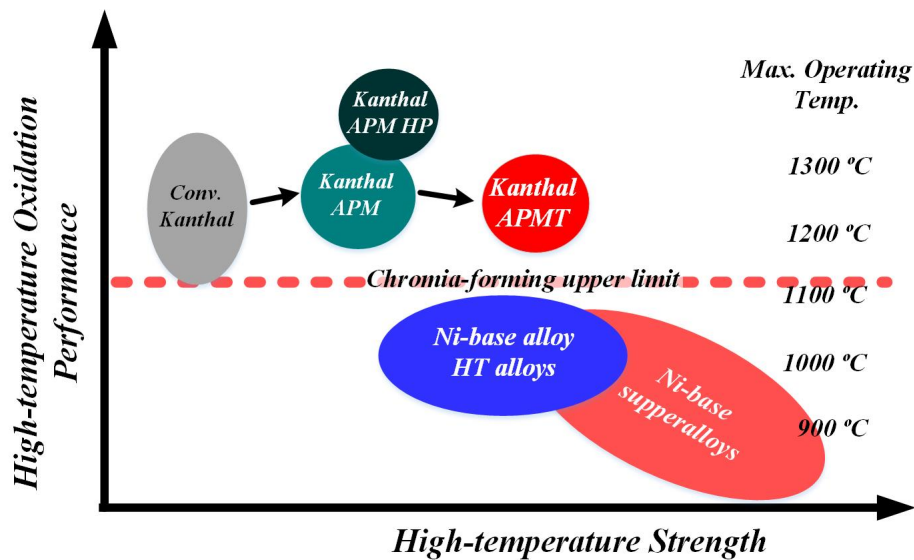 High-temperature Oxidation
Performance
Kanthal
APM HP
Conv.
Kanthal
Kanthal
APM
Kanthal
APMT
Max. Operating
Temp.
1300 ºC
1200 ºC
Chromia-forming upper limit
1100 ºC
Ni-base alloy
HT alloys
1000 ºC
Ni-base
supperalloys
900 ºC
High-temperature Strength